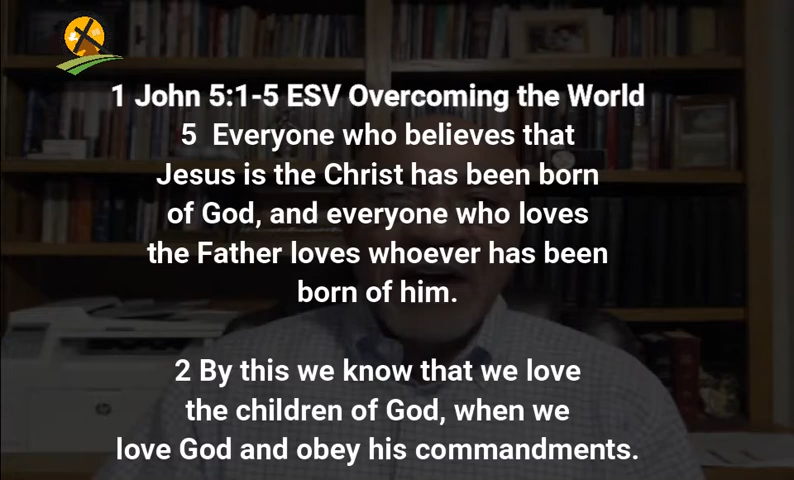 1 John 5:1-5 ESV Overcoming the World
5 Everyone who believes that
Jesus is the Christ has been born
of God, and everyone who loves
the Father loves whoever has been
born of him.
2 By this we know that we love
the children of God, when we
love God and obey his commandments.